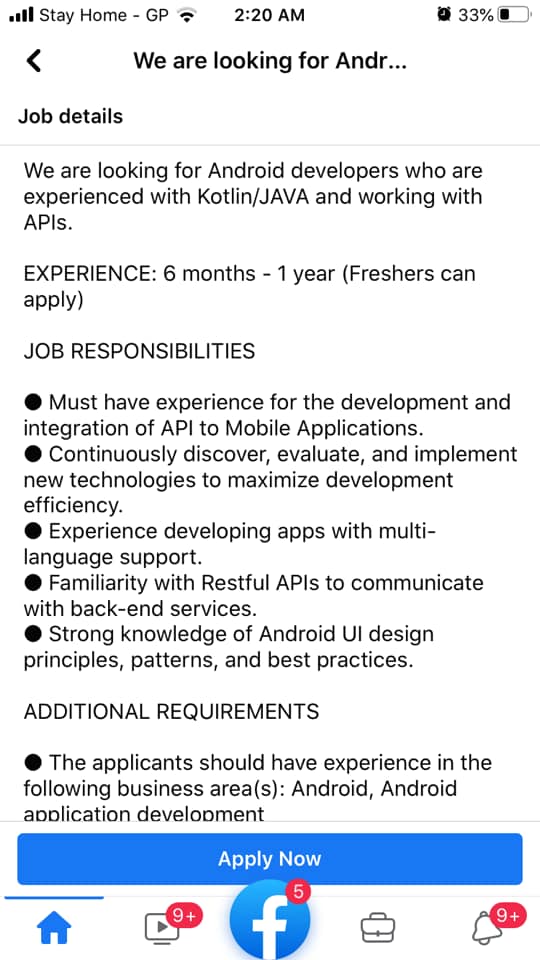 Stay Home - GP 2:20 AM 33%
We are looking for Andr...
Job details
We are looking for Android developers who are
experienced with Kotlin/JAVA and working with
APIs.
EXPERIENCE: 6 months - 1 year (Freshers can
apply)
JOB RESPONSIBILITIES
● Must have experience for the development and
integration of API to Mobile Applications.
● Continuously discover, evaluate, and implement
new technologies to maximize development
efficiency.
● Experience developing apps with multi-
language support.
● Familiarity with Restful APIs to communicate
with back-end services.
● Strong knowledge of Android UI design
principles, patterns, and best practices.
ADDITIONAL REQUIREMENTS
● The applicants should have experience in the
following business area(s): Android, Android
application development
Apply Now
9+ 5 9+